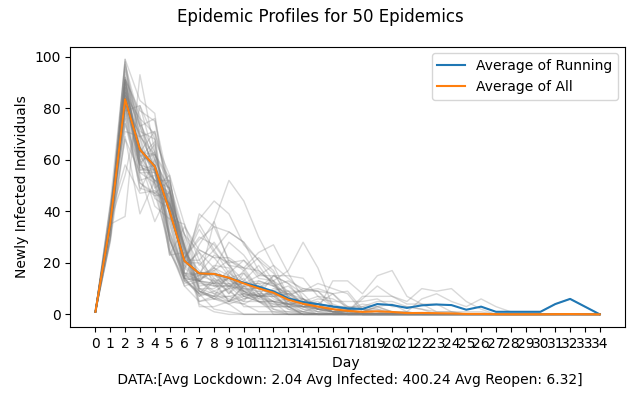 Epidemic Profiles for 50 Epidemics
100
80
60
40
20
0
Newly Infected Individuals
Average of Running
Average of All
0 1 2 3 4 5 6 7 8 9 10 11 12 13 14 15 16 17 18 19 20 21 22 23 24 25 26 27 28 29 30 31 32 33 34
Day
DATA:[Avg Lockdown: 2.04 Avg Infected: 400.24 Avg Reopen: 6.32]